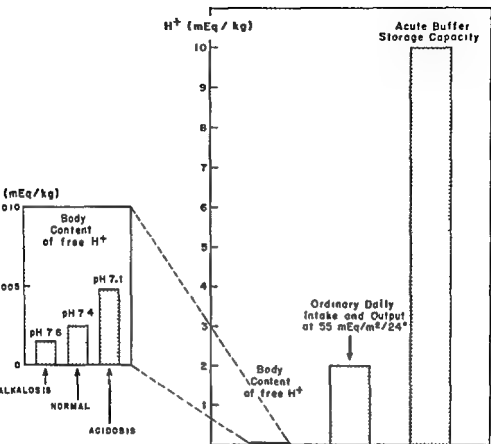 H+ (mEq / kg)
Acute Buffer
Storage Capacity
10
9
8
7
6
5
4
3
2
1
Ordinary Daily
Intake and Output
at 55 mEq/m²/24°
Body
Content
of free H+
(mEq/kg)
010
005
0
Body
Content
of free H+
pH 7 6
pH 7 4
pH 7.1
ALKALOSIS
NORMAL
ACIDOSIS